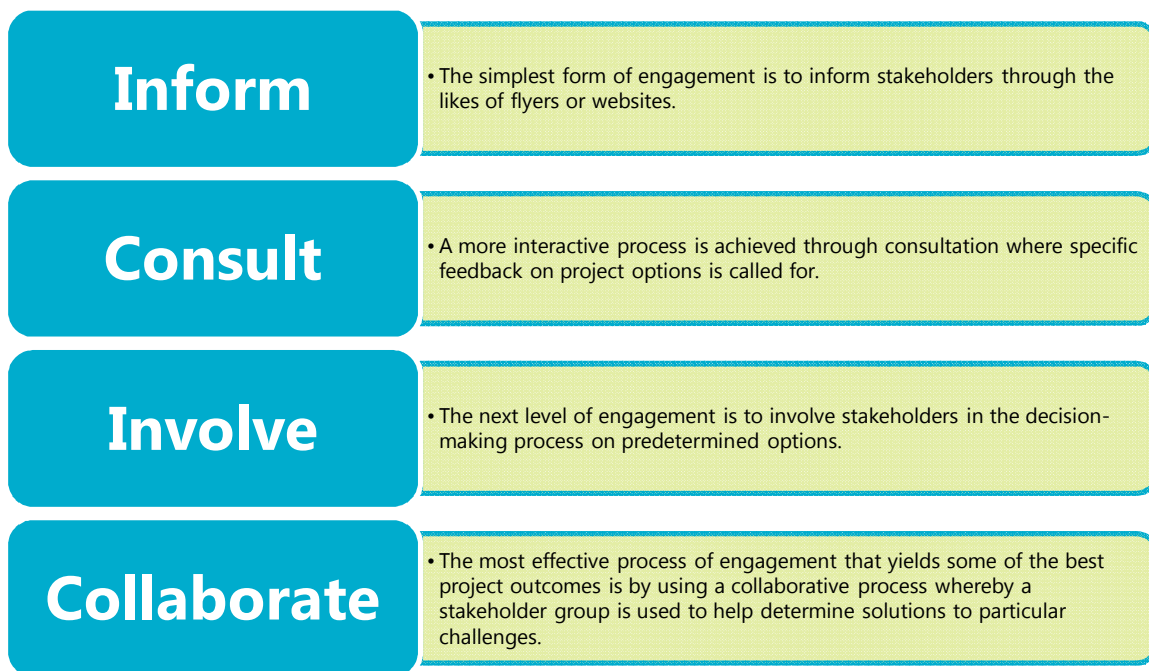 Inform
• The simplest form of engagement is to inform stakeholders through the
likes of flyers or websites.
Consult
• A more interactive process is achieved through consultation where specific
feedback on project options is called for.
Involve
• The next level of engagement is to involve stakeholders in the decision-
making process on predetermined options.
Collaborate
• The most effective process of engagement that yields some of the best
project outcomes is by using a collaborative process whereby a
stakeholder group is used to help determine solutions to particular
challenges.